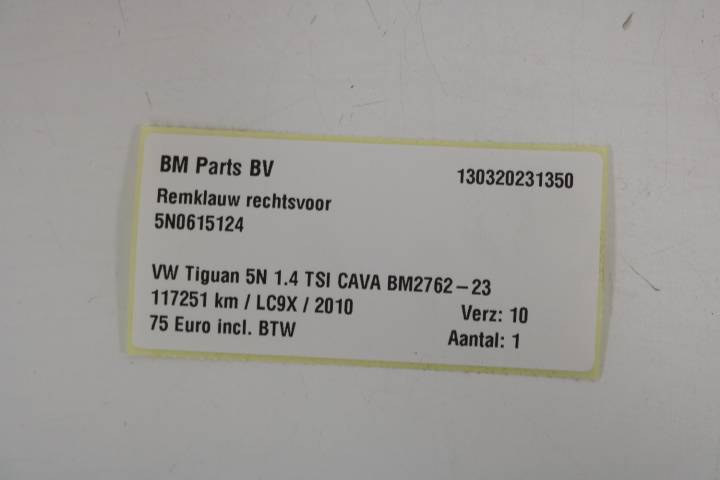 BM Parts BV 130320231350
Remklauw rechtsvoor
5N0615124
VW Tiguan 5N 1.4 TSI CAVA BM2762-23
117251 km / LC9X / 2010 Verz: 10
75 Euro incl. BTW Aantal: 1